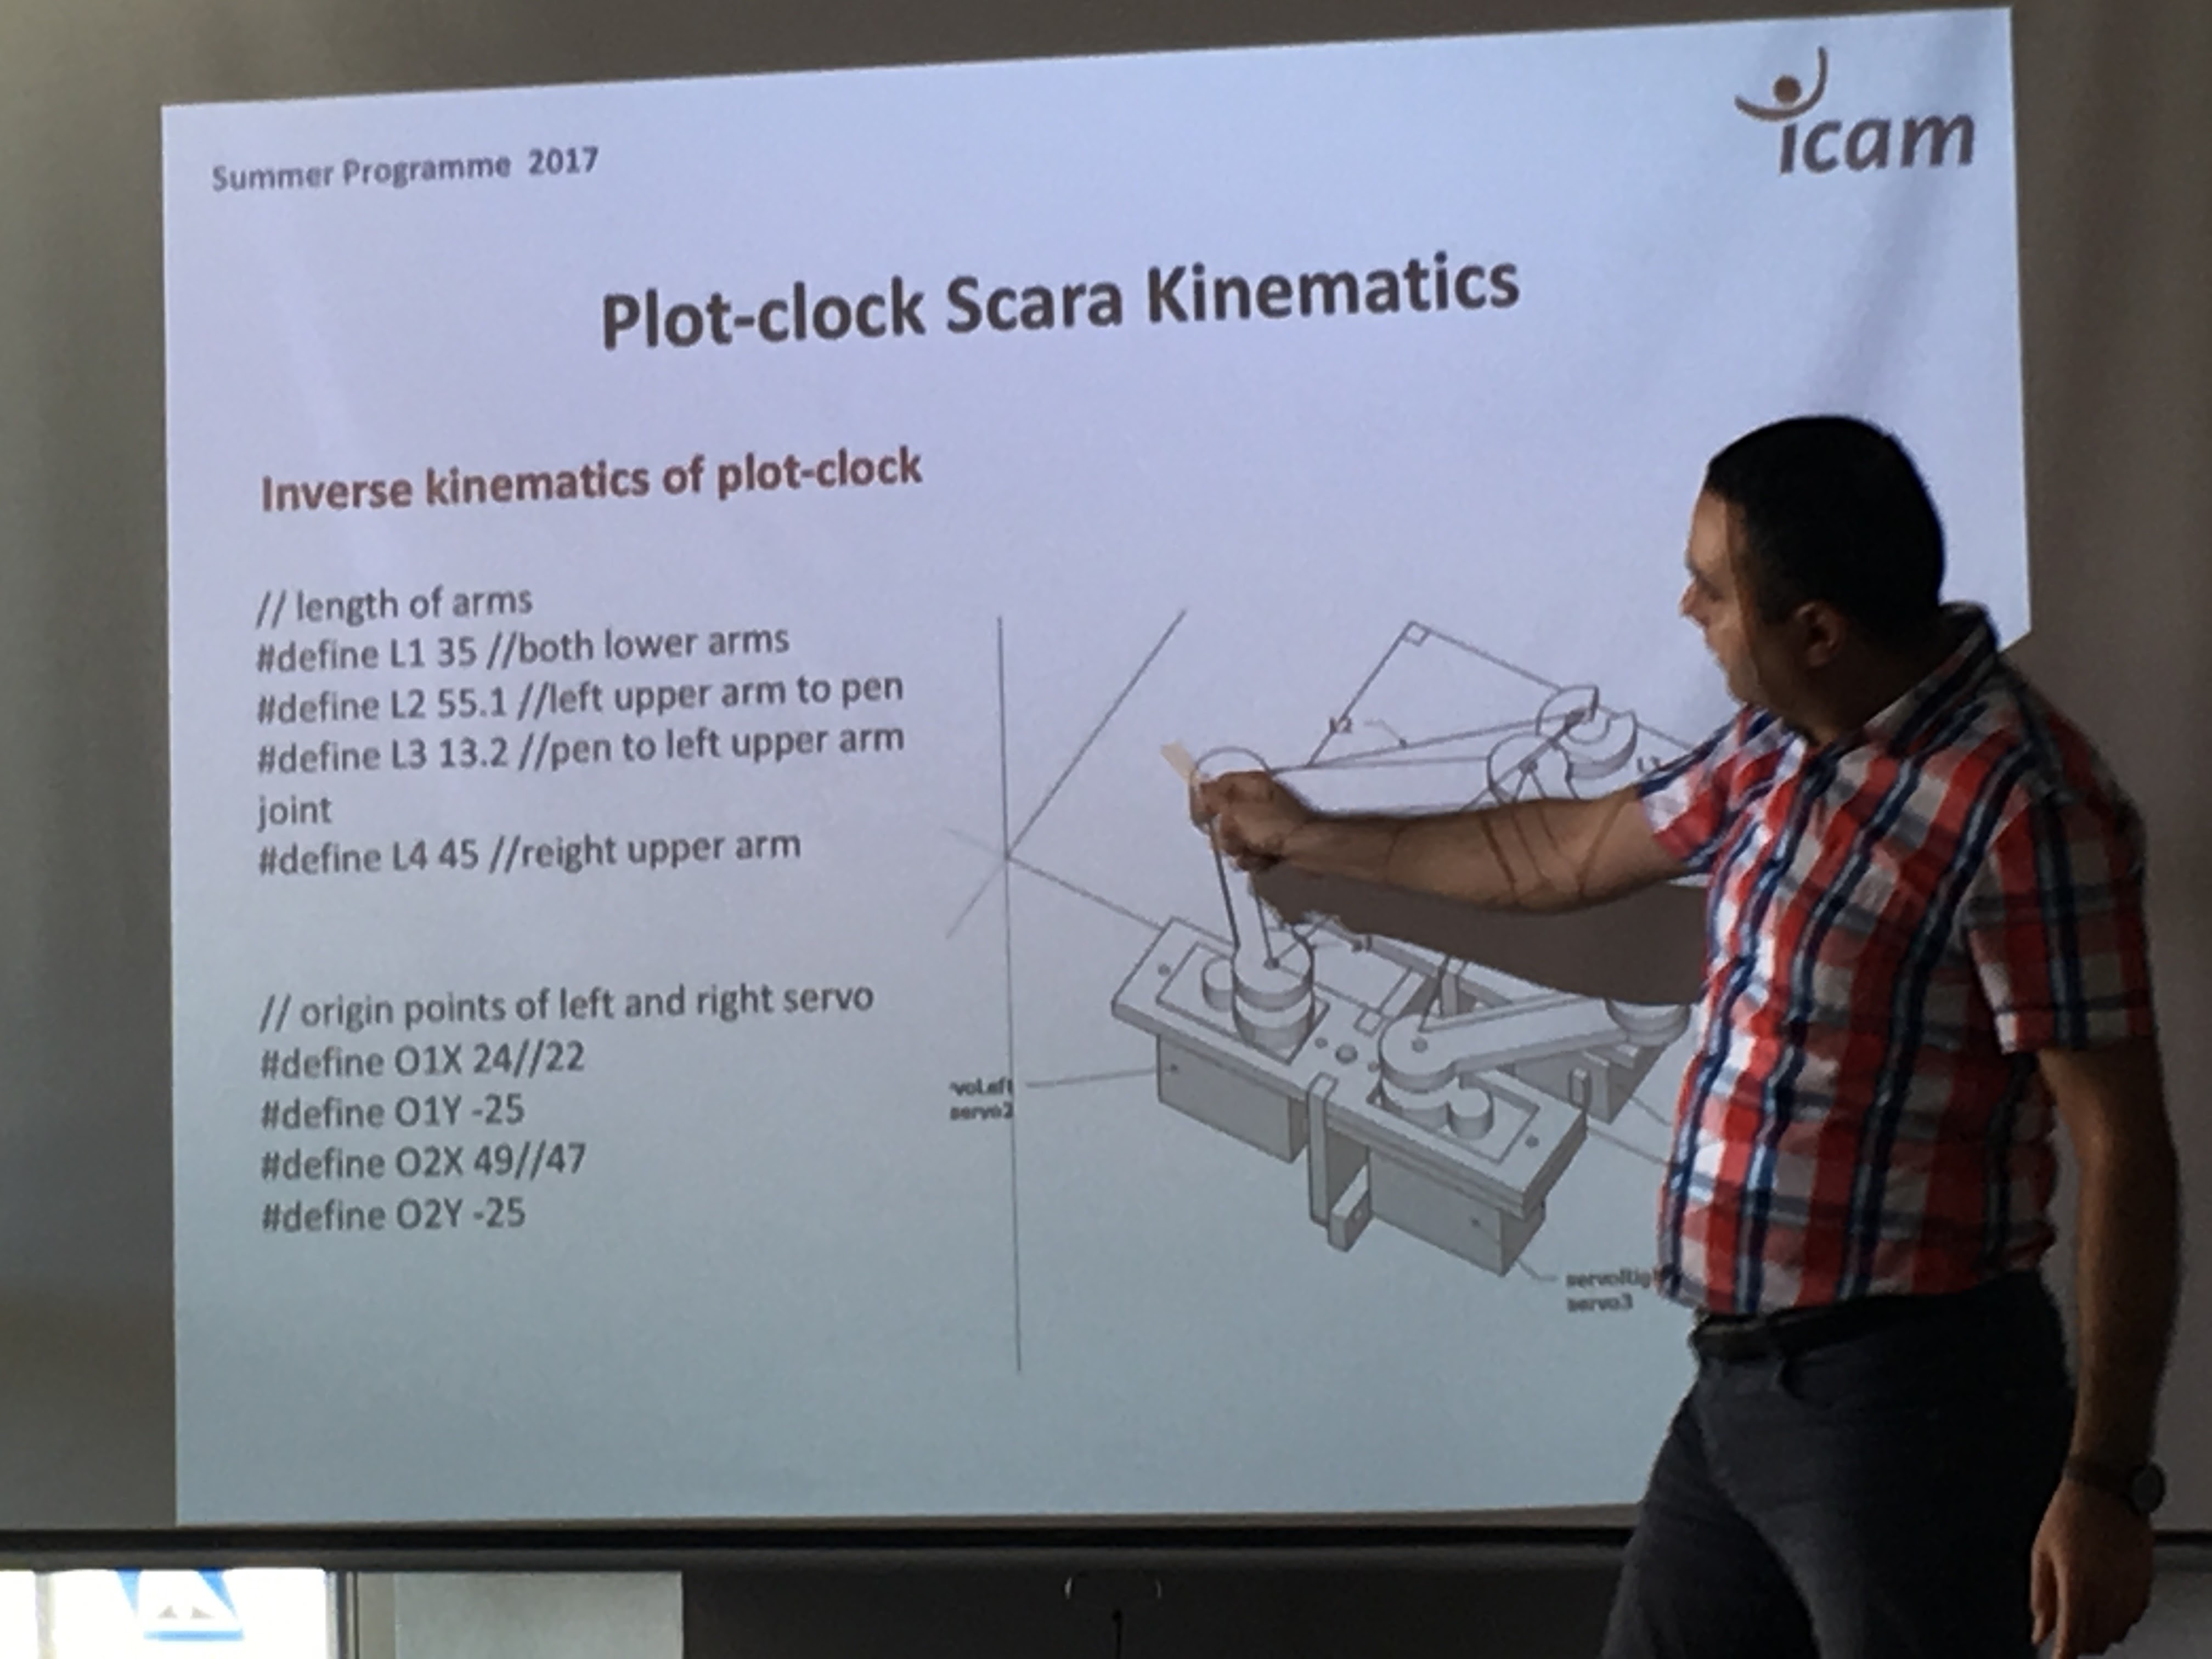 Summer Programme 2017
icam
Plot-clock Scara Kinematics
Inverse kinematics of plot-clock
// length of arms
#define L1 35 //both lower arms
#define L2 55.1 //left upper arm to pen
#define L3 13.2 //pen to left upper arm
joint
#define L4 45 //reight upper arm
// origin points of left and right servo
#define O1X 24//22
#define O1Y -25
#define O2X 49//47
#define O2Y -25
L2
servo2
servo3